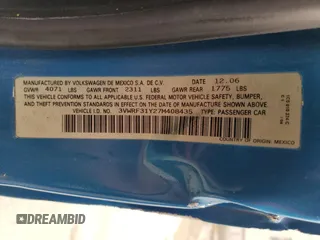 MANUFACTURED BY VOLKSWAGEN DE MEXICO S.A. DE C.V. DATE 12.06
GVWR 4071 LBS GAWR FRONT 2311 LBS GAWR REAR 1775 LBS
THIS VEHICLE CONFORMS TO ALL APPLICABLE U.S. FEDERAL MOTOR VEHICLE SAFETY, BUMPER,
AND THEFT PREVENTION STANDARDS IN EFFECT ON THE DATE OF MANUFACTURE SHOWN ABOVE.
VEHICLE I.D. NO. 3VWRF31Y27M408435 TYPE: PASSENGER CAR
COUNTRY OF ORIGIN: MEXICO
DREAMBID